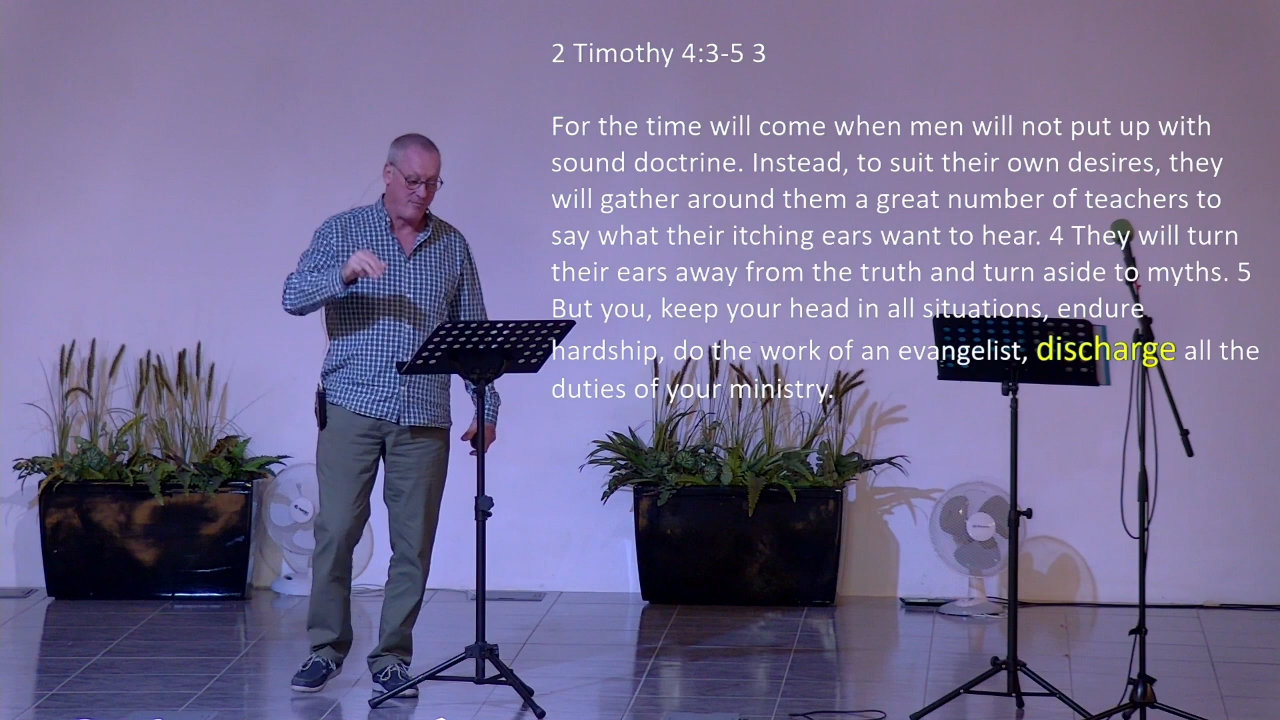 2 Timothy 4:3-5 3
For the time will come when men will not put up with
sound doctrine. Instead, to suit their own desires, they
will gather around them a great number of teachers to
say what their itching ears want to hear. 4 They will turn
their ears away from the truth and turn aside to myths. 5
But you, keep your head in all situations, endure
hardship, do the work of an evangelist, discharge all the
duties of your ministry.